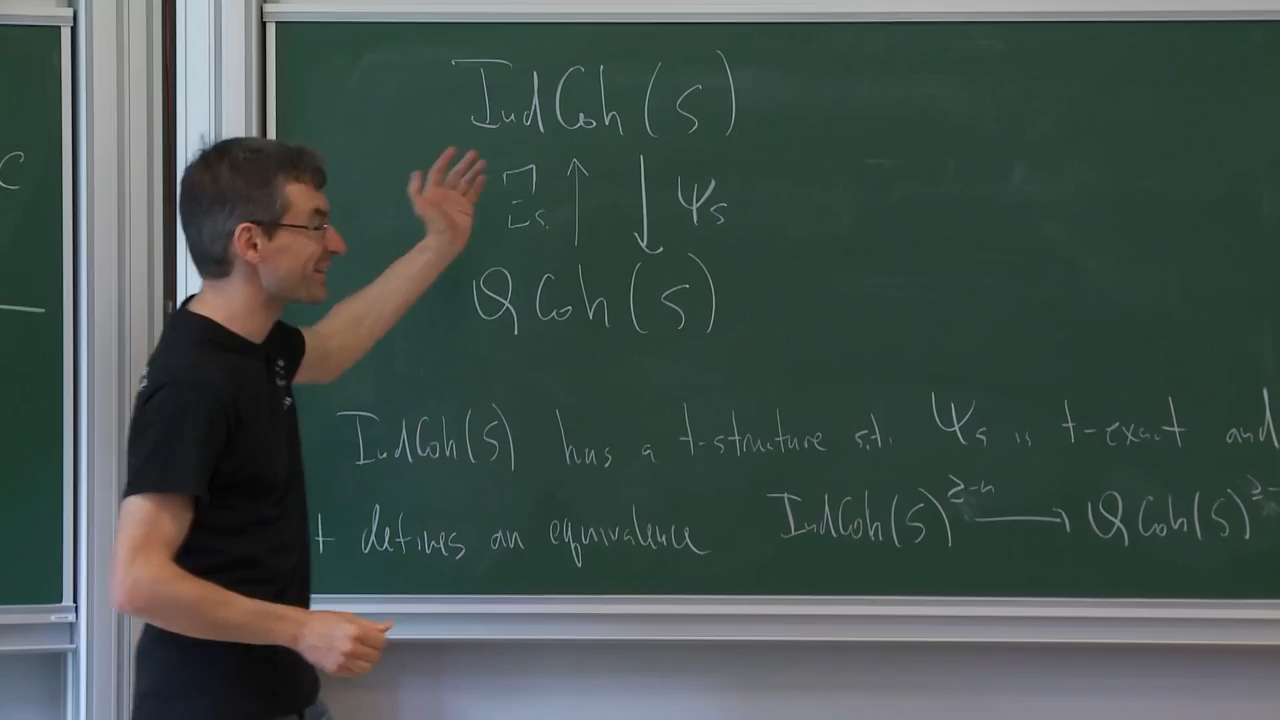 C
IndCoh(S)
Ξ_S ↑ ↓ Ψ_S
QCoh(S)
IndCoh(S) has a t-structure s.t. Ψ_S is t-exact and
t defines an equivalence IndCoh(S)^{≥-n} ⟶ QCoh(S)^{≥-